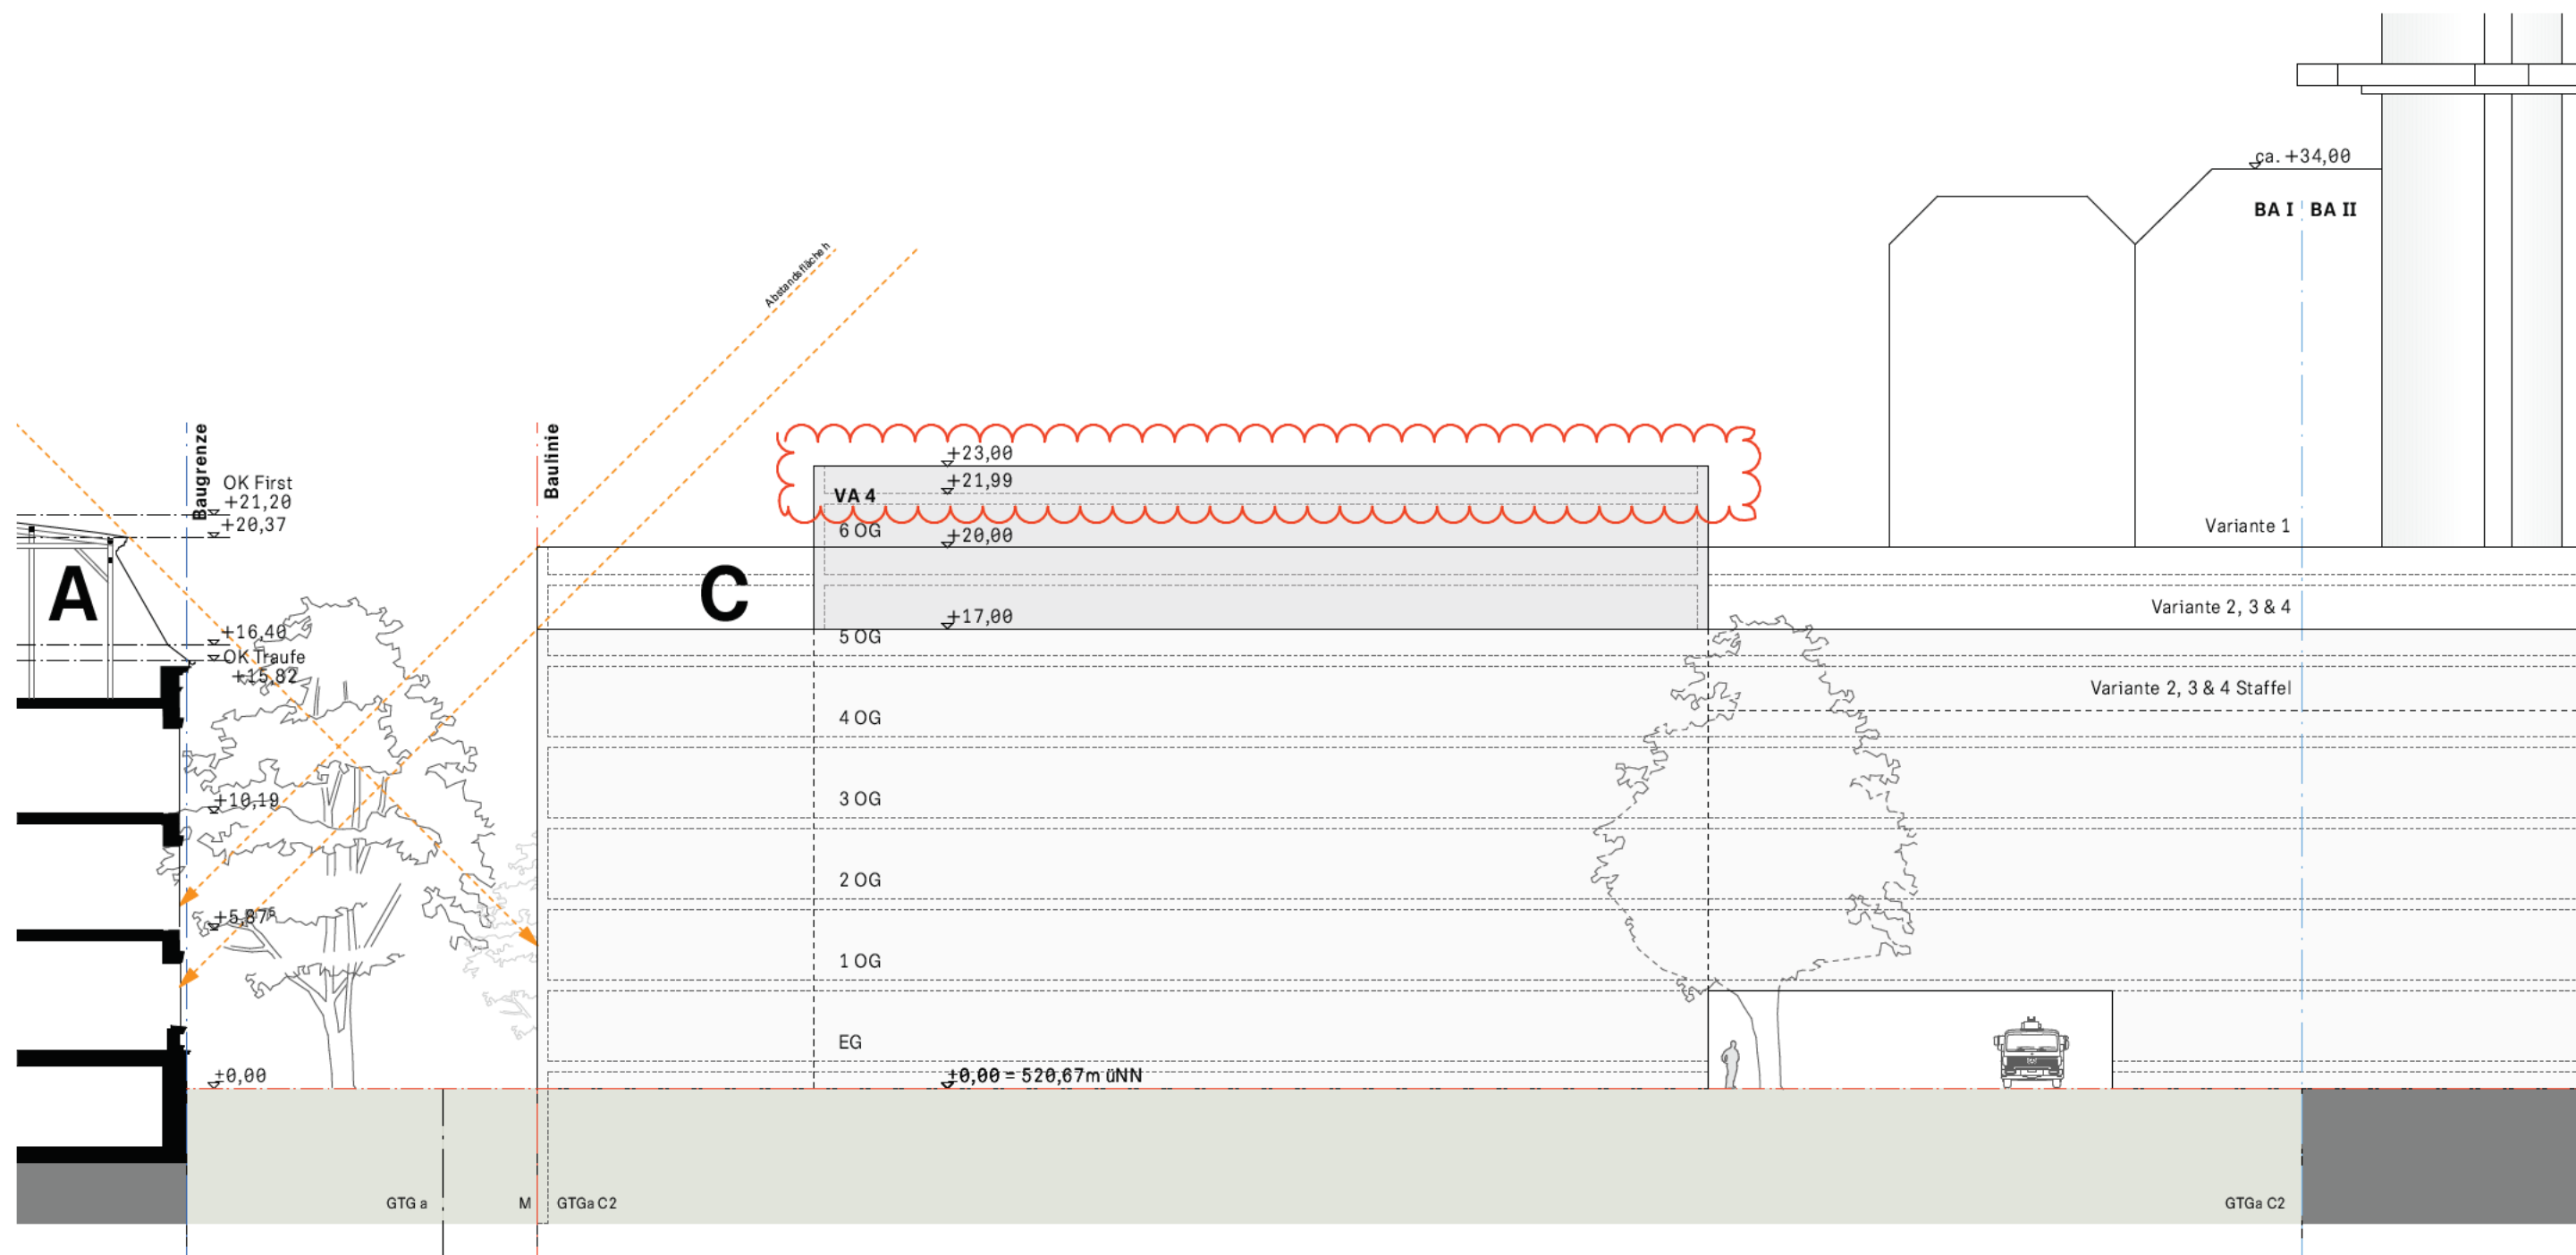 ca. +34,00
BA I BA II
Abstandsfläche h
Baugrenze
Baulinie
OK First
+21,20
+20,37
A
+16,40
OK Traufe
+15,82
+10,19
+5,87⁵
±0,00
+23,00
+21,99
VA 4
6 OG
+20,00
C
+17,00
5 OG
4 OG
3 OG
2 OG
1 OG
EG
±0,00 = 520,67m üNN
Variante 1
Variante 2, 3 & 4
Variante 2, 3 & 4 Staffel
GTG a
M
GTGa C2
GTGa C2